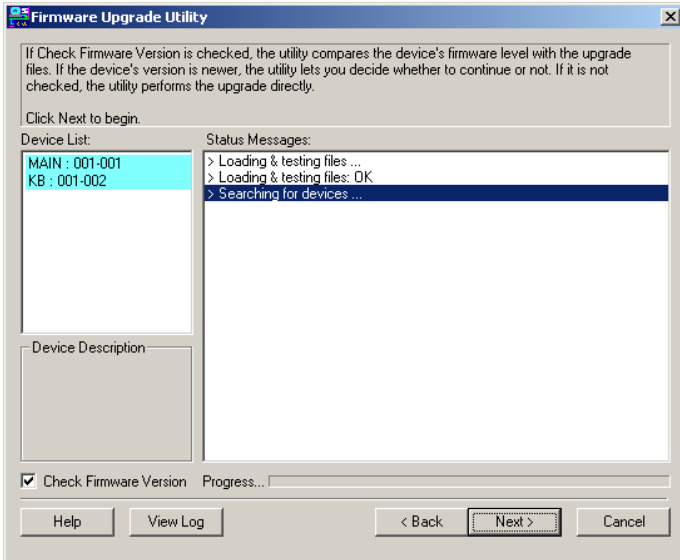 Firmware Upgrade Utility
If Check Firmware Version is checked, the utility compares the device's firmware level with the upgrade
files. If the device's version is newer, the utility lets you decide whether to continue or not. If it is not
checked, the utility performs the upgrade directly.
Click Next to begin.
Device List:
Status Messages:
MAIN : 001-001
KB : 001-002
> Loading & testing files ...
> Loading & testing files: OK
> Searching for devices ...
Device Description
Check Firmware Version
Progress...
Help
View Log
< Back
Next >
Cancel